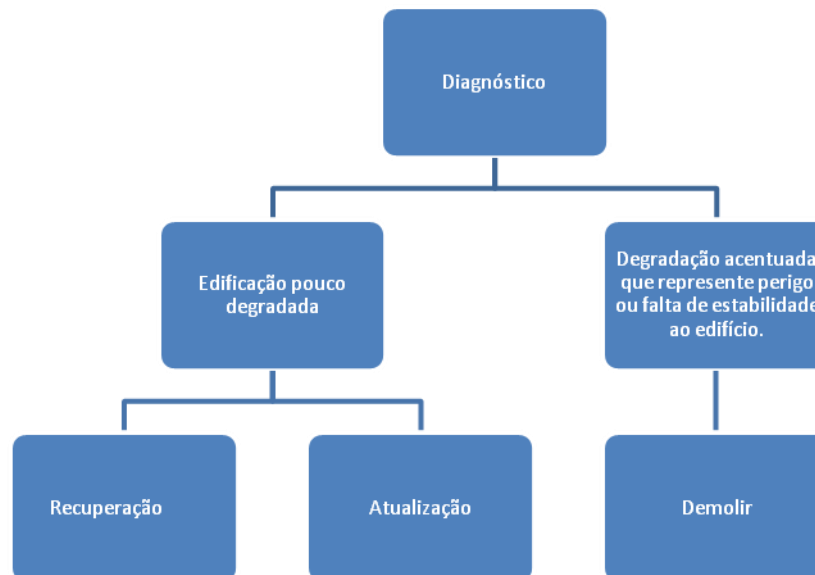 Diagnóstico
Edificação pouco
degradada
Degradação acentuada
que represente perigo
ou falta de estabilidade
ao edifício.
Recuperação
Atualização
Demolir